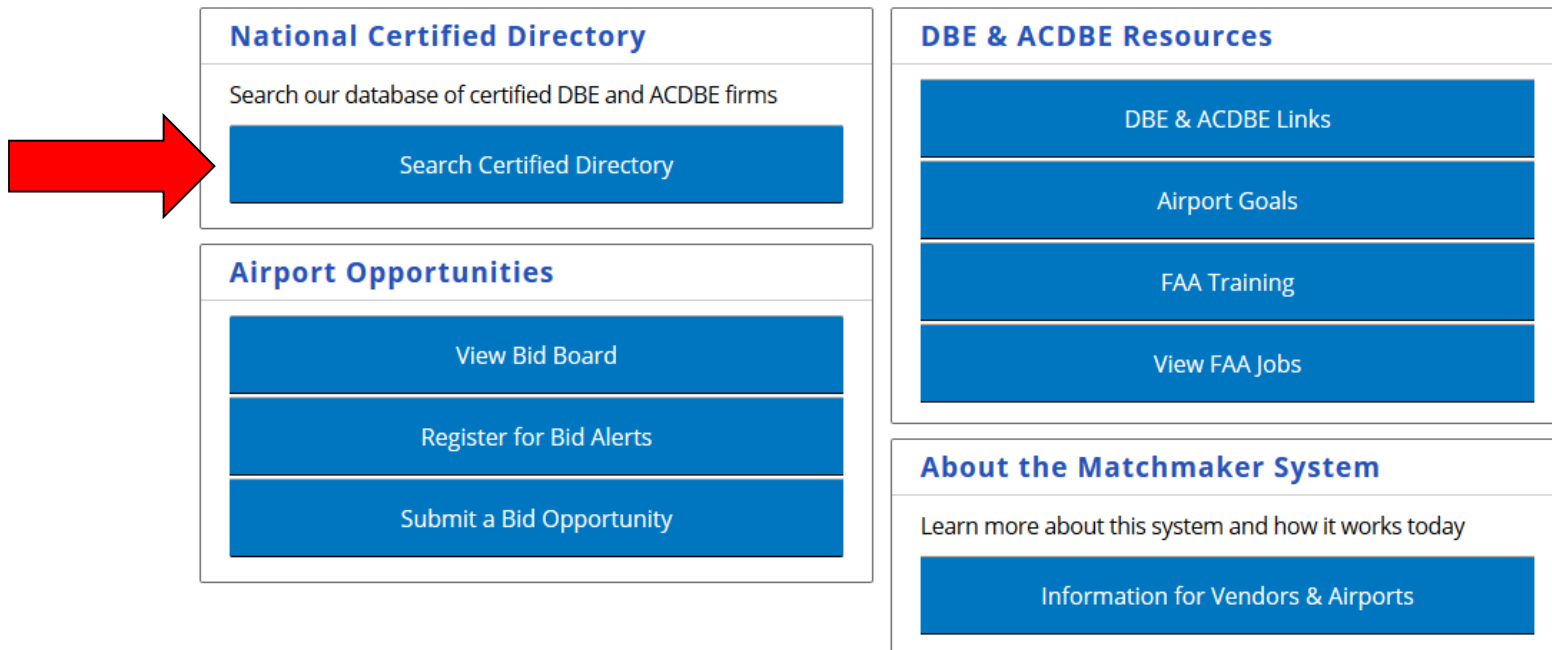 National Certified Directory
Search our database of certified DBE and ACDBE firms
Search Certified Directory
Airport Opportunities
View Bid Board
Register for Bid Alerts
Submit a Bid Opportunity
DBE & ACDBE Resources
DBE & ACDBE Links
Airport Goals
FAA Training
View FAA Jobs
About the Matchmaker System
Learn more about this system and how it works today
Information for Vendors & Airports